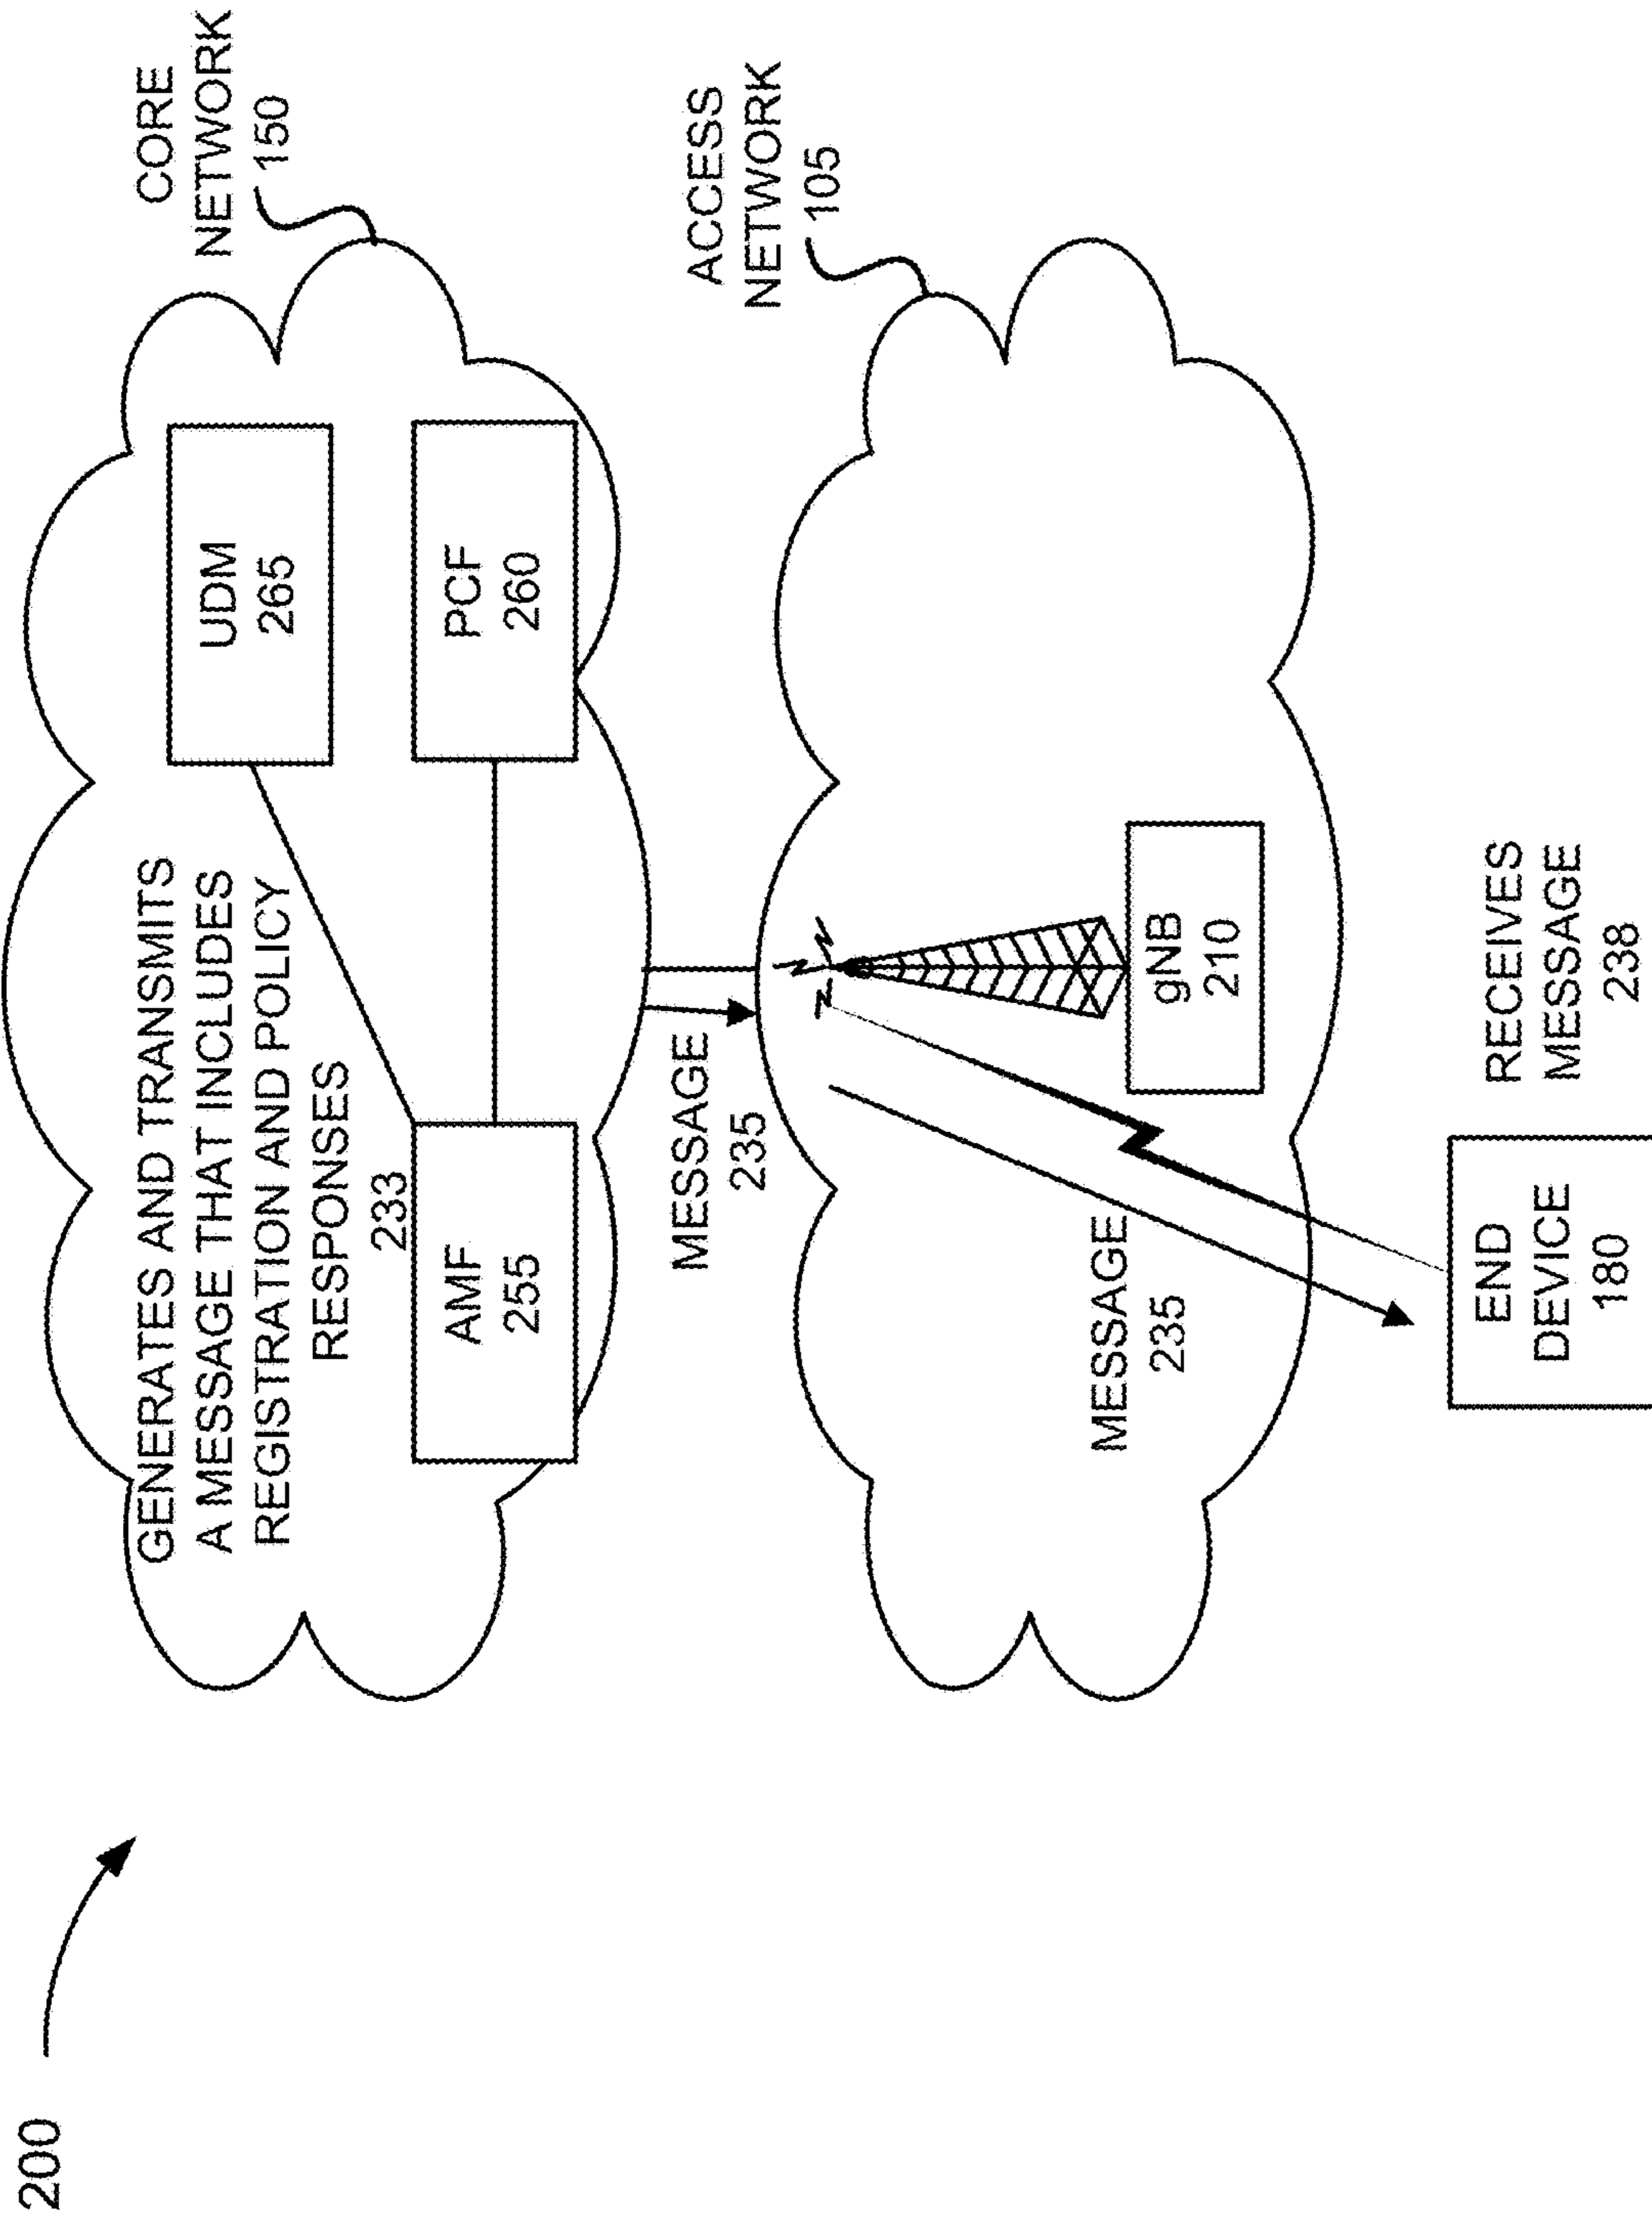 200
CORE
NETWORK
150
GENERATES AND TRANSMITS
A MESSAGE THAT INCLUDES
REGISTRATION AND POLICY
RESPONSES
233
UDM
265
AMF
255
PCF
260
MESSAGE
235
ACCESS
NETWORK
105
gNB
210
MESSAGE
235
END
DEVICE
180
RECEIVES
MESSAGE
238